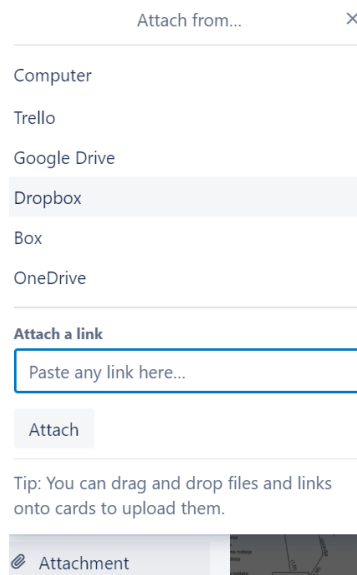 Attach from...
Computer
Trello
Google Drive
Dropbox
Box
OneDrive
Attach a link
Paste any link here...
Attach
Tip: You can drag and drop files and links
onto cards to upload them.
Attachment